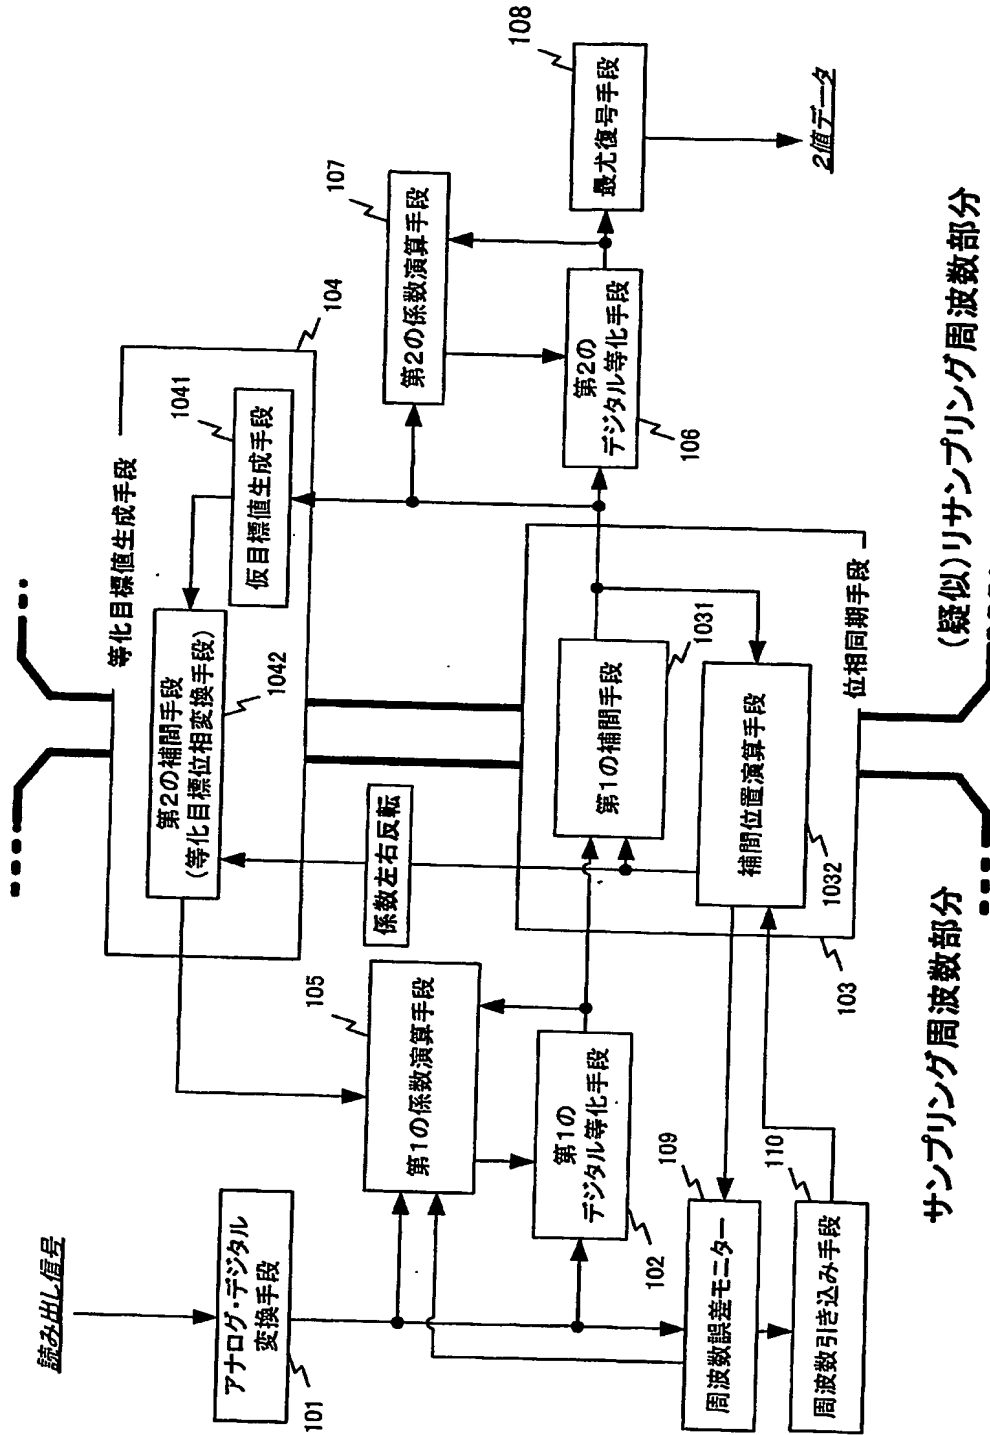 読み出し信号
アナログ・デジタル
変換手段
101
第1の
デジタル等化手段
102
第1の係数演算手段
105
等化目標値生成手段
104
第2の補間手段
(等化目標位相変換手段)
1042
仮目標値生成手段
1041
係数左右反転
位相同期手段
103
第1の補間手段
1031
補間位置演算手段
1032
第2の係数演算手段
107
第2の
デジタル等化手段
106
最尤復号手段
108
2値データ
周波数誤差モニター
109
周波数引き込み手段
110
サンプリング周波数部分
(疑似)リサンプリング周波数部分